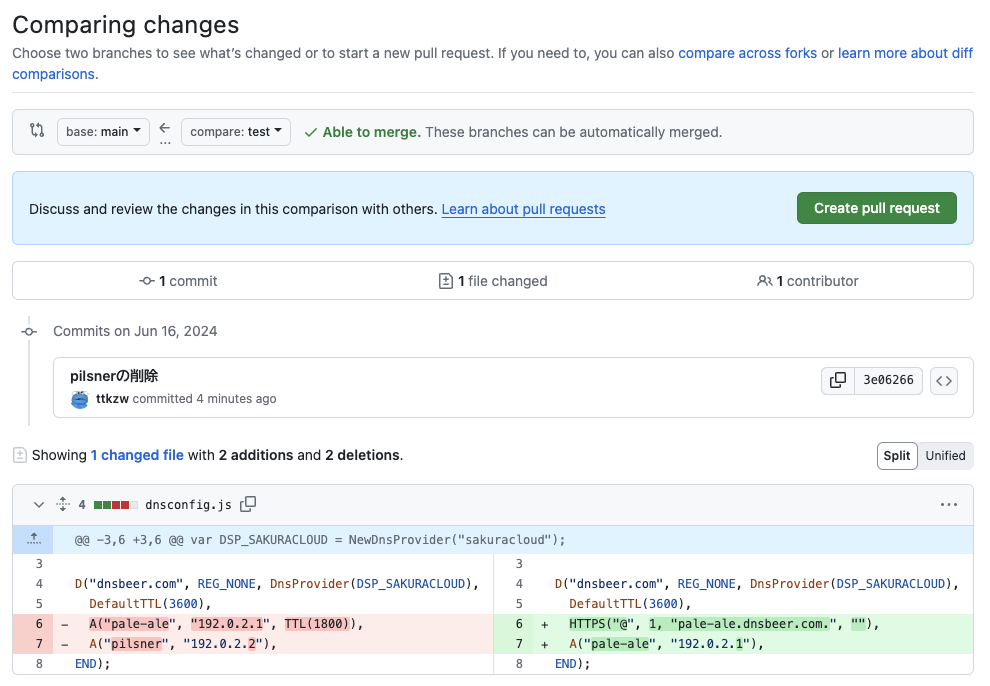 Comparing changes
Choose two branches to see what's changed or to start a new pull request. If you need to, you can also compare across forks or learn more about diff
comparisons.
base: main ← compare: test ✓ Able to merge. These branches can be automatically merged.
...
Discuss and review the changes in this comparison with others. Learn about pull requests Create pull request
1 commit 1 file changed 1 contributor
Commits on Jun 16, 2024
pilsnerの削除
3e06266 <>
ttkzw committed 4 minutes ago
Showing 1 changed file with 2 additions and 2 deletions. Split Unified
4 dnsconfig.js ...
@@ -3,6 +3,6 @@ var DSP_SAKURACLOUD = NewDnsProvider("sakuracloud");
3 3
4 D("dnsbeer.com", REG_NONE, DnsProvider(DSP_SAKURACLOUD), 4 D("dnsbeer.com", REG_NONE, DnsProvider(DSP_SAKURACLOUD),
5 DefaultTTL(3600), 5 DefaultTTL(3600),
6 - A("pale-ale", "192.0.2.1", TTL(1800)), 6 + HTTPS("@", 1, "pale-ale.dnsbeer.com.", ""),
7 - A("pilsner", "192.0.2.2"), 7 + A("pale-ale", "192.0.2.1"),
8 END); 8 END);